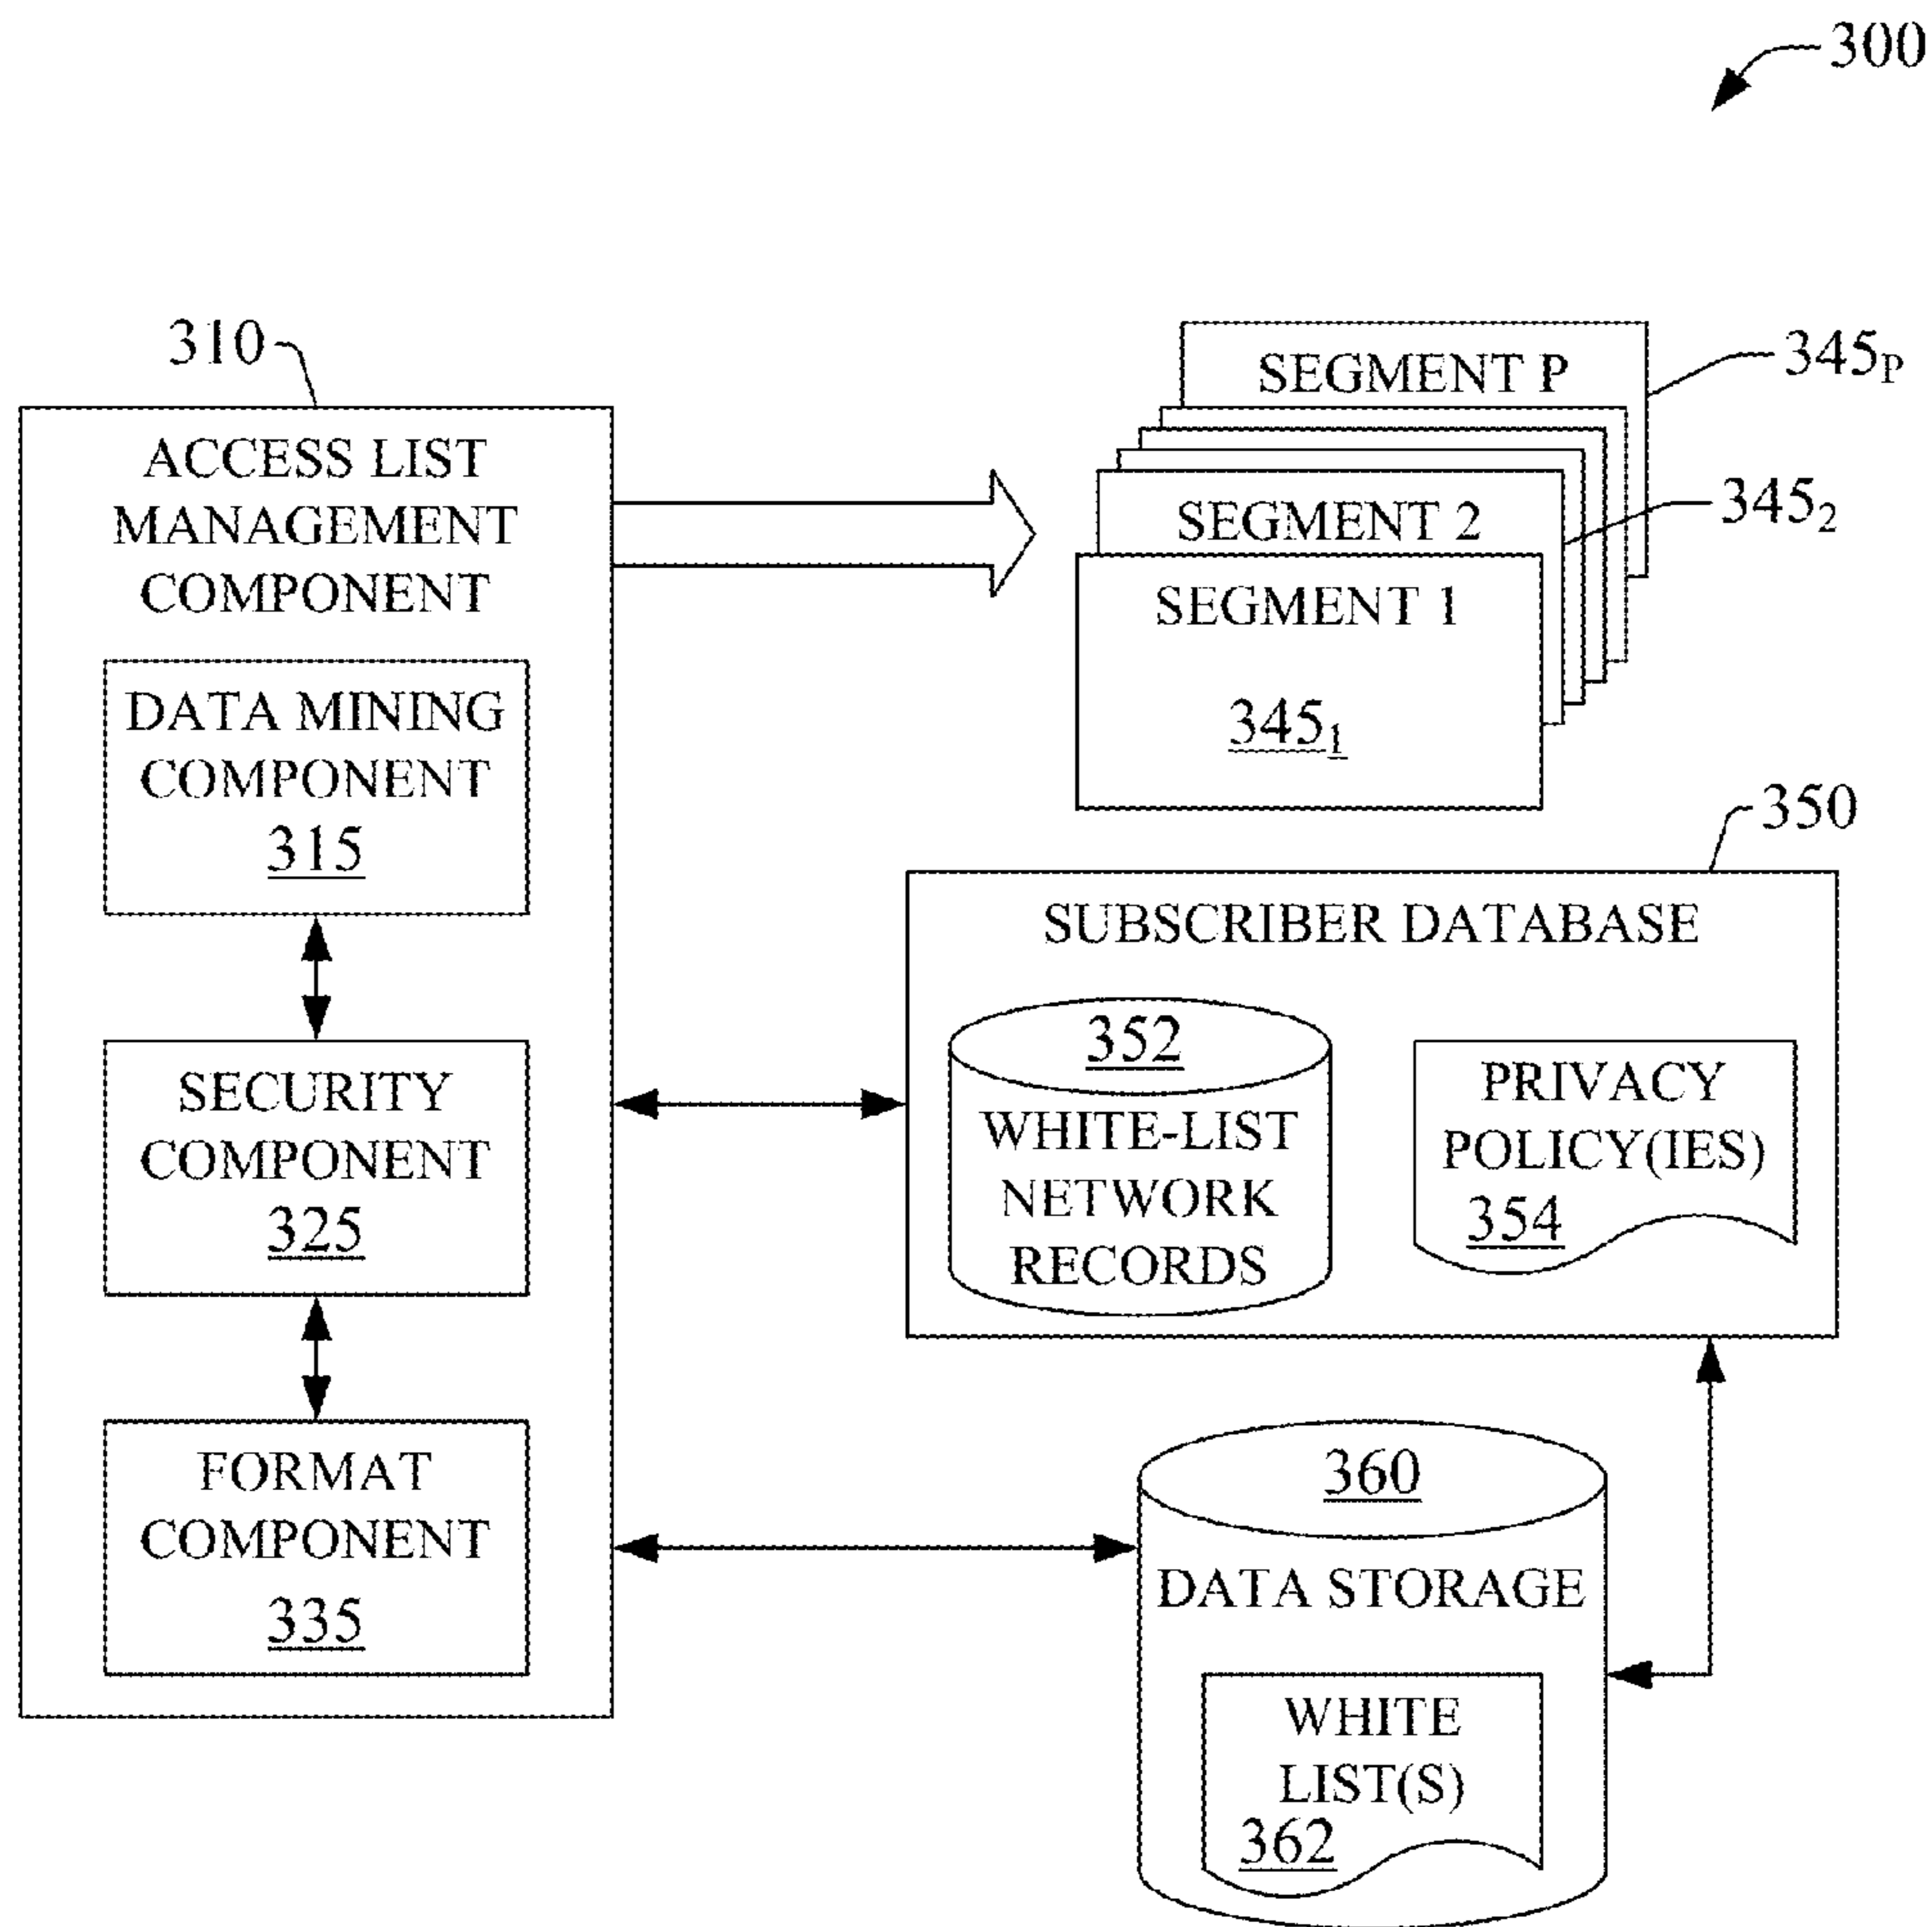 300
310
ACCESS LIST
MANAGEMENT
COMPONENT
DATA MINING
COMPONENT
315
SECURITY
COMPONENT
325
FORMAT
COMPONENT
335
SEGMENT P
345P
SEGMENT 2
3452
SEGMENT 1
3451
350
SUBSCRIBER DATABASE
352
WHITE-LIST
NETWORK
RECORDS
PRIVACY
POLICY(IES)
354
360
DATA STORAGE
WHITE
LIST(S)
362